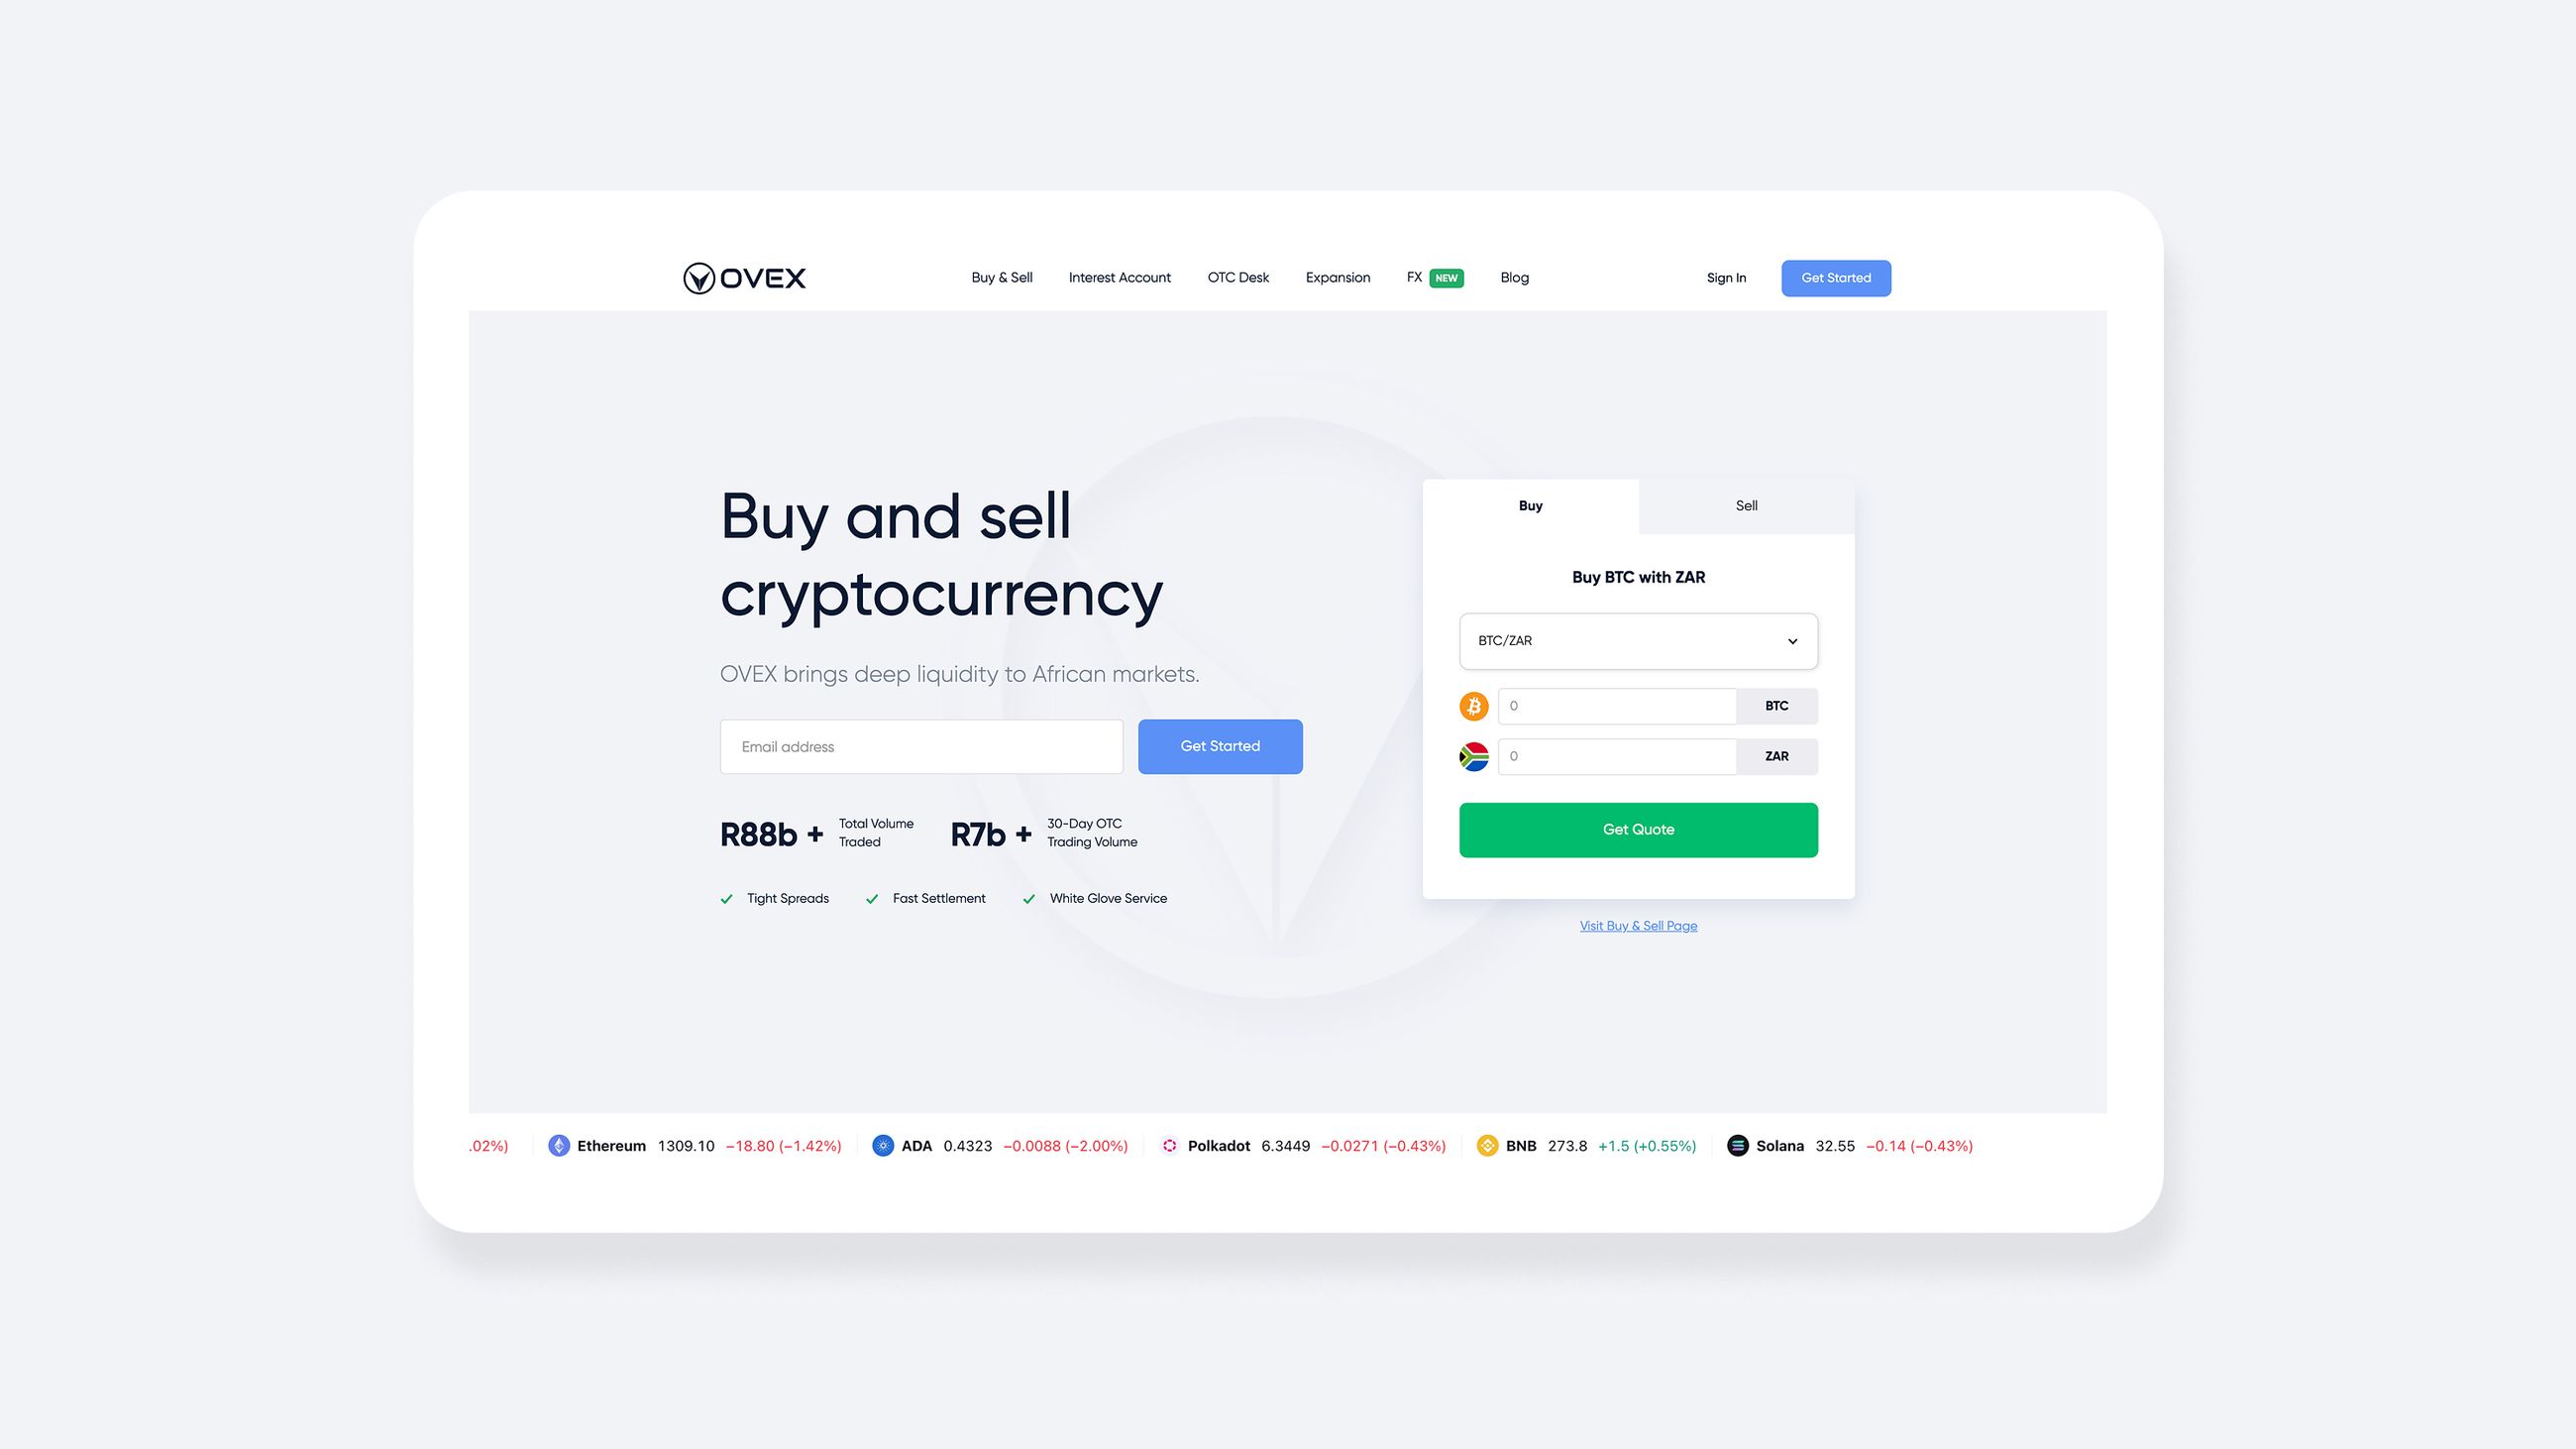 OVEX
Buy & Sell
Interest Account
OTC Desk
Expansion
FX NEW
Blog
Sign In
Get Started
Buy and sell
cryptocurrency
OVEX brings deep liquidity to African markets.
Email address
Get Started
R88b +
Total Volume
Traded
R7b +
30-Day OTC
Trading Volume
Tight Spreads
Fast Settlement
White Glove Service
Buy
Sell
Buy BTC with ZAR
BTC/ZAR
0
BTC
0
ZAR
Get Quote
Visit Buy & Sell Page
.02%)
Ethereum 1309.10 −18.80 (−1.42%)
ADA 0.4323 −0.0088 (−2.00%)
Polkadot 6.3449 −0.0271 (−0.43%)
BNB 273.8 +1.5 (+0.55%)
Solana 32.55 −0.14 (−0.43%)